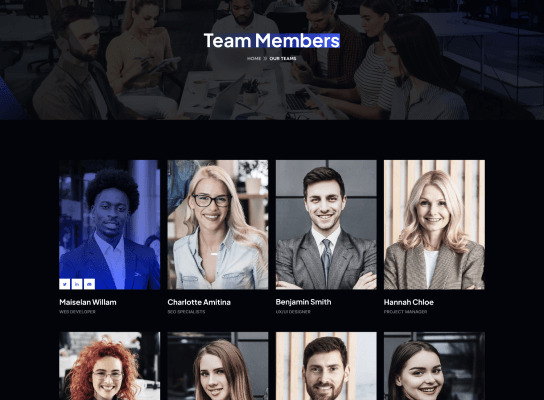 Team Members
HOME » OUR TEAMS
Maiselan Willam
WEB DEVELOPER
Charlotte Amitina
SEO SPECIALISTS
Benjamin Smith
UX/UI DESIGNER
Hannah Chloe
PROJECT MANAGER